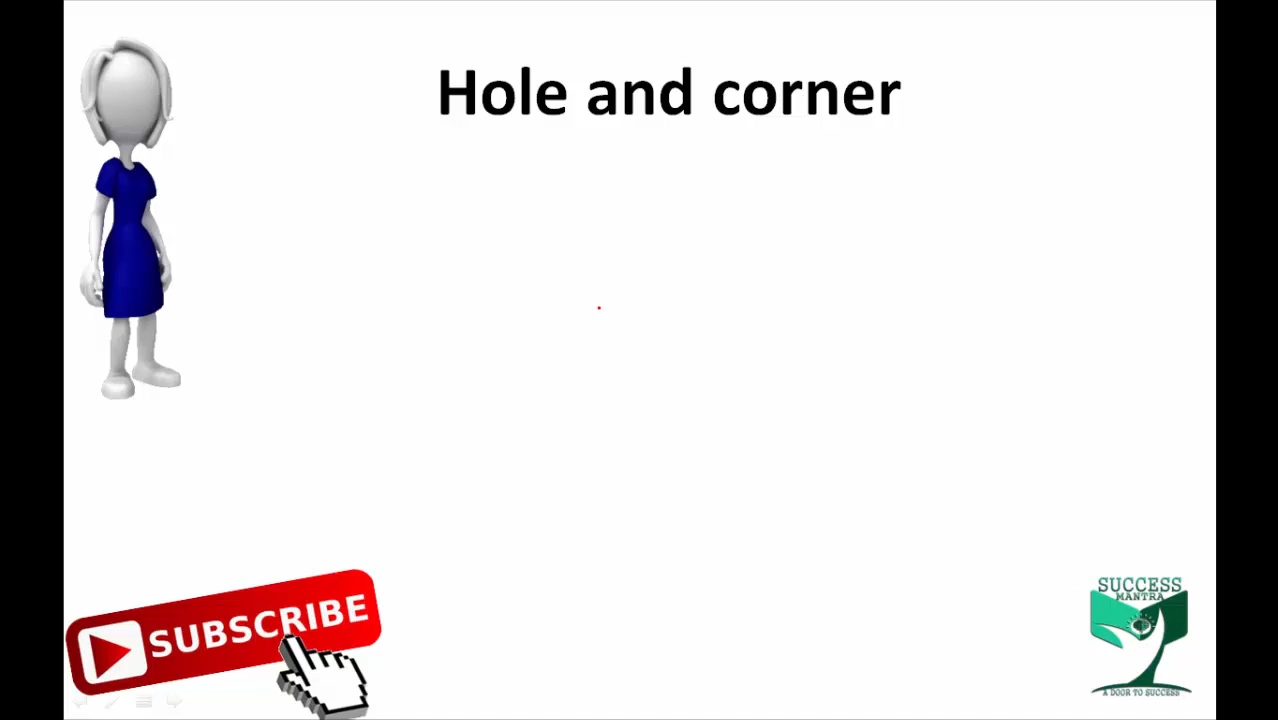 Hole and corner
SUBSCRIBE
SUCCESS
MANTRA
A DOOR TO SUCCESS